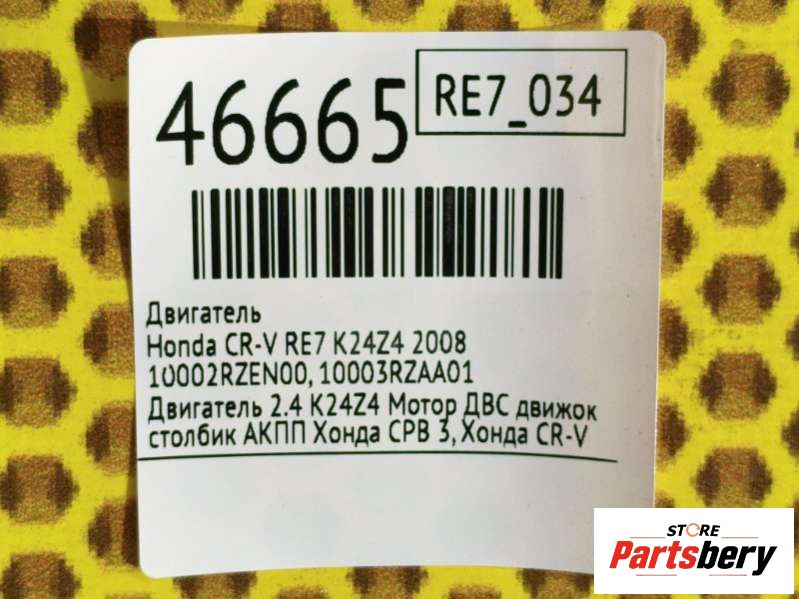 46665
RE7_034
Двигатель
Honda CR-V RE7 K24Z4 2008
10002RZEN00, 10003RZAA01
Двигатель 2.4 K24Z4 Мотор ДВС движок
столбик АКПП Хонда СРВ 3, Хонда CR-V
STORE
Partsbery